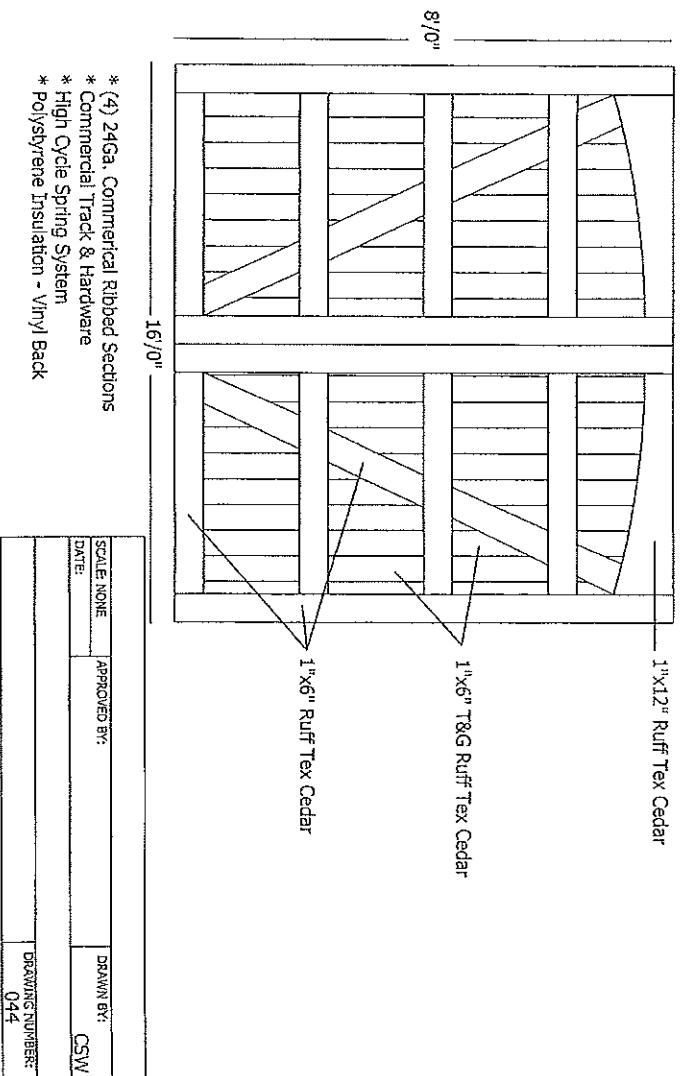 8'/0"
16'/0"
1"x12" Ruff Tex Cedar
1"x6" T&G Ruff Tex Cedar
1"x6" Ruff Tex Cedar
* (4) 24Ga. Commerical Ribbed Sections
* Commercial Track & Hardware
* High Cycle Spring System
* Polystyrene Insulation - Vinyl Back
SCALE: NONE
APPROVED BY:
DRAWN BY: CSW
DATE:
DRAWING NUMBER:
044